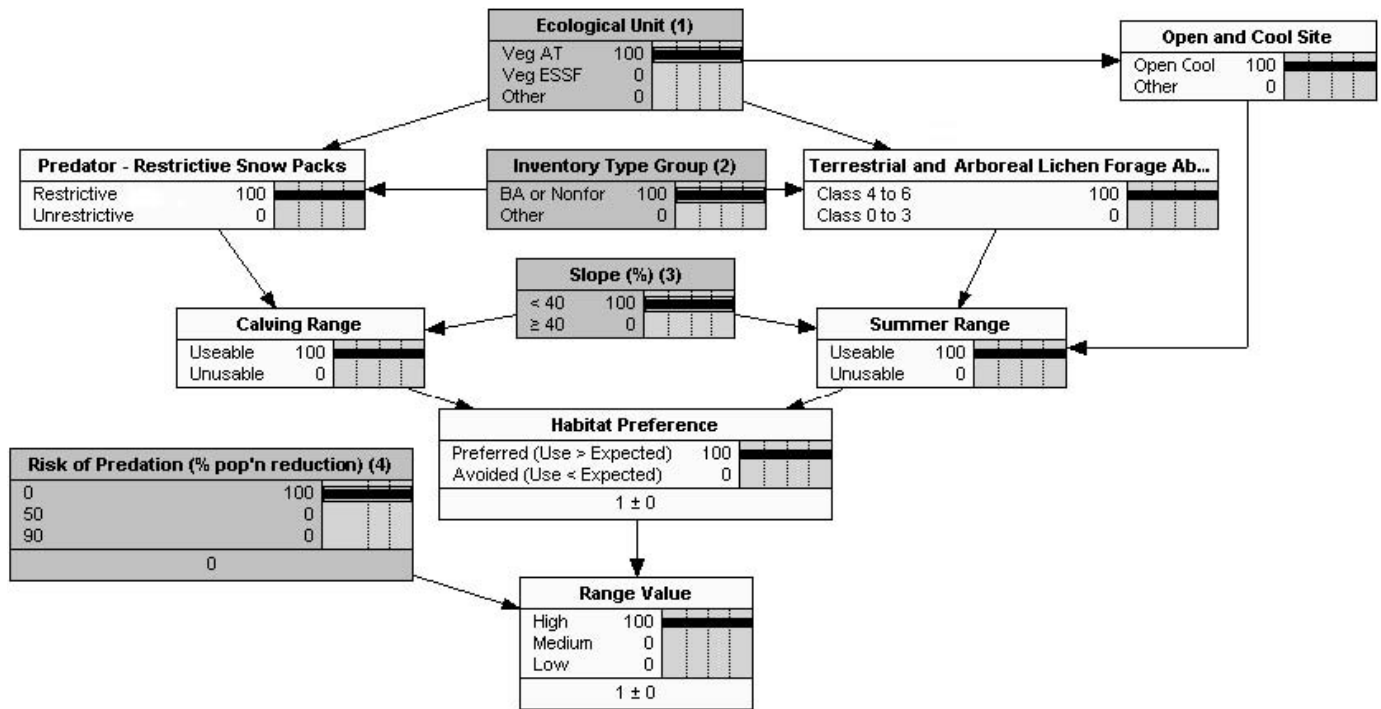 Ecological Unit (1)
Veg AT 100
Veg ESSF 0
Other 0
Open and Cool Site
Open Cool 100
Other 0
Predator - Restrictive Snow Packs
Restrictive 100
Unrestrictive 0
Inventory Type Group (2)
BA or Nonfor 100
Other 0
Terrestrial and Arboreal Lichen Forage Ab...
Class 4 to 6 100
Class 0 to 3 0
Slope (%) (3)
< 40 100
≥ 40 0
Calving Range
Useable 100
Unusable 0
Summer Range
Useable 100
Unusable 0
Habitat Preference
Preferred (Use > Expected) 100
Avoided (Use < Expected) 0
1 ± 0
Risk of Predation (% pop'n reduction) (4)
0 100
50 0
90 0
0
Range Value
High 100
Medium 0
Low 0
1 ± 0